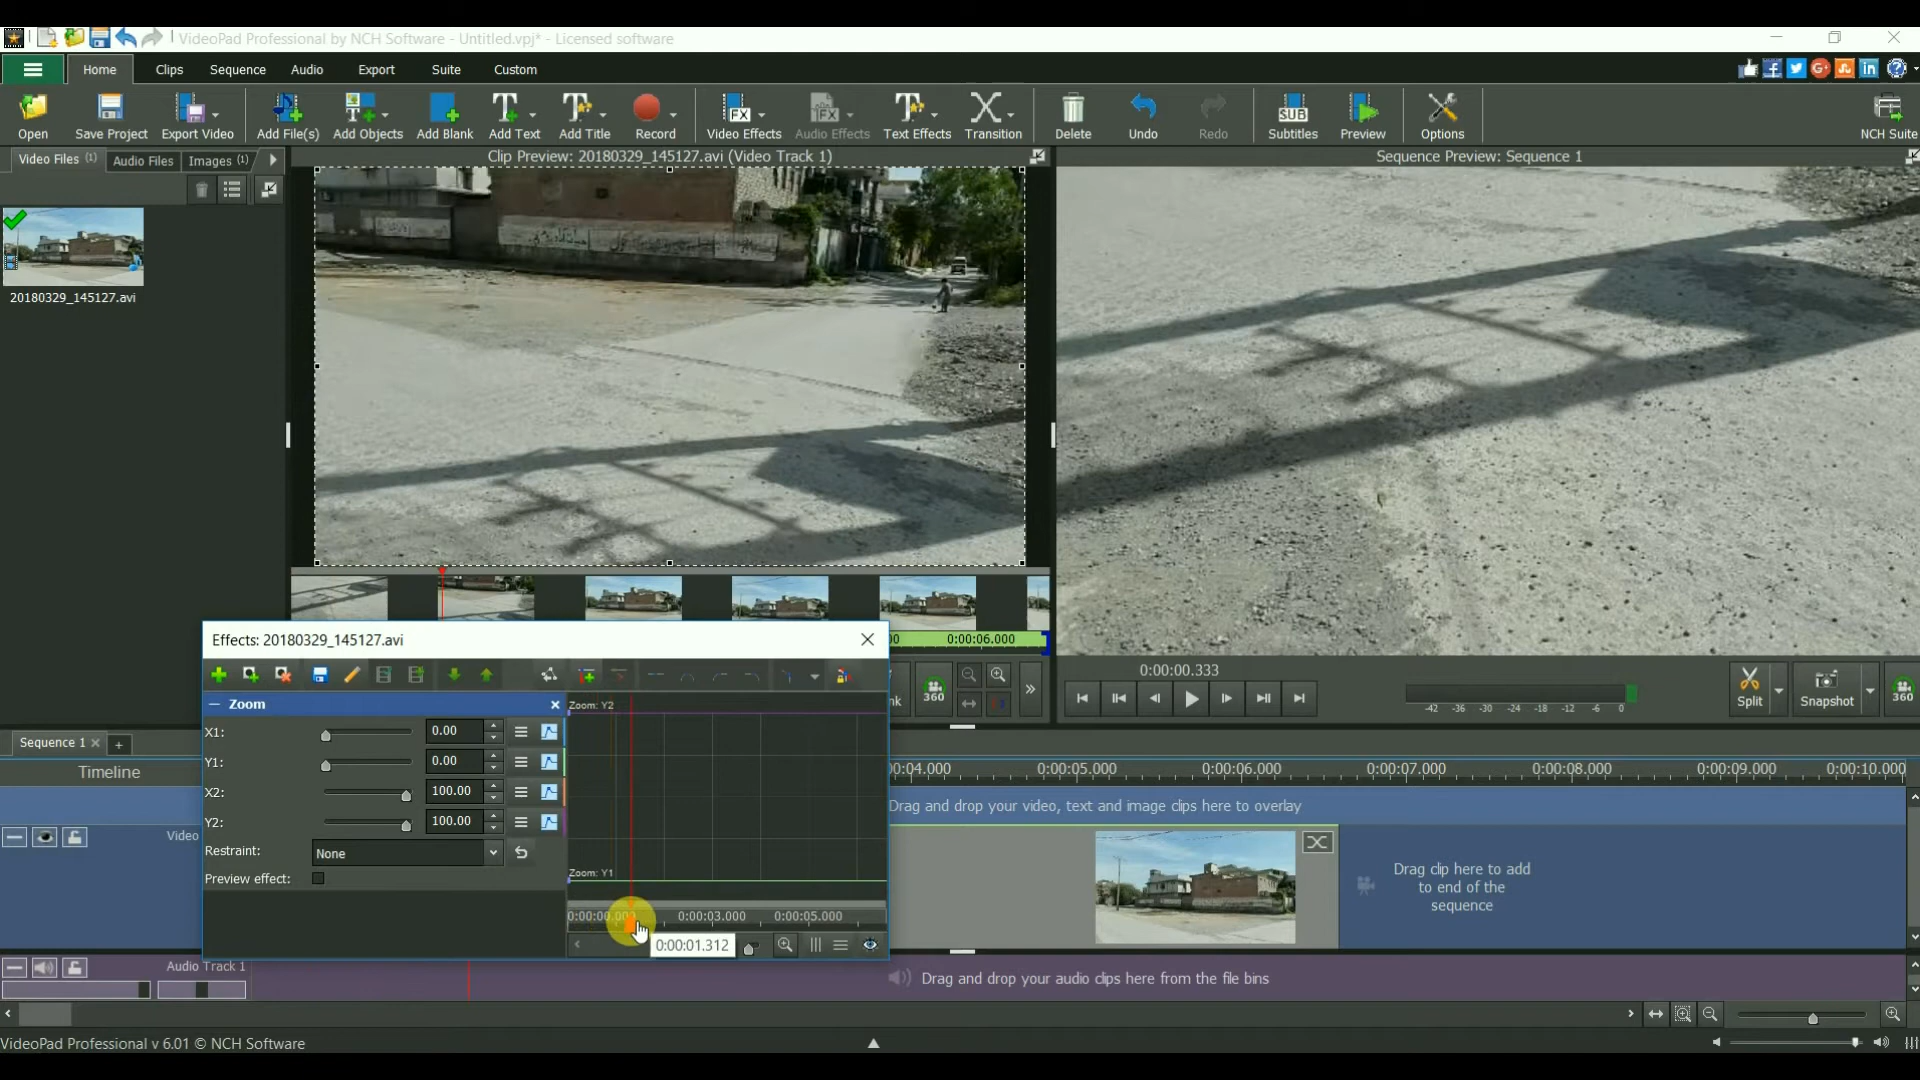 VideoPad Professional by NCH Software - Untitled.vpj* - Licensed software
Home Clips Sequence Audio Export Suite Custom
Open Save Project Export Video Add File(s) Add Objects Add Blank Add Text Add Title Record Video Effects Audio Effects Text Effects Transition Delete Undo Redo Subtitles Preview Options NCH Suite
Video Files (1) Audio Files Images (1)
Clip Preview: 20180329_145127.avi (Video Track 1)
Sequence Preview: Sequence 1
20180329_145127.avi
0:00:06.000
Effects: 20180329_145127.avi
360
0:00:00.333
-42 -36 -30 -24 -18 -12 -6 0
Split Snapshot 360
Zoom
Zoom: Y2
X1: 0.00
Y1: 0.00
X2: 100.00
Y2: 100.00
Restraint: None
Preview effect:
Zoom: Y1
0:00:00.000 0:00:03.000 0:00:05.000
0:00:01.312
Sequence 1
Timeline
0:00:05.000 0:00:06.000 0:00:07.000 0:00:08.000 0:00:09.000 0:00:10.000
Drag and drop your video, text and image clips here to overlay
Video
Drag clip here to add
to end of the
sequence
Audio Track 1
Drag and drop your audio clips here from the file bins
VideoPad Professional v 6.01 © NCH Software